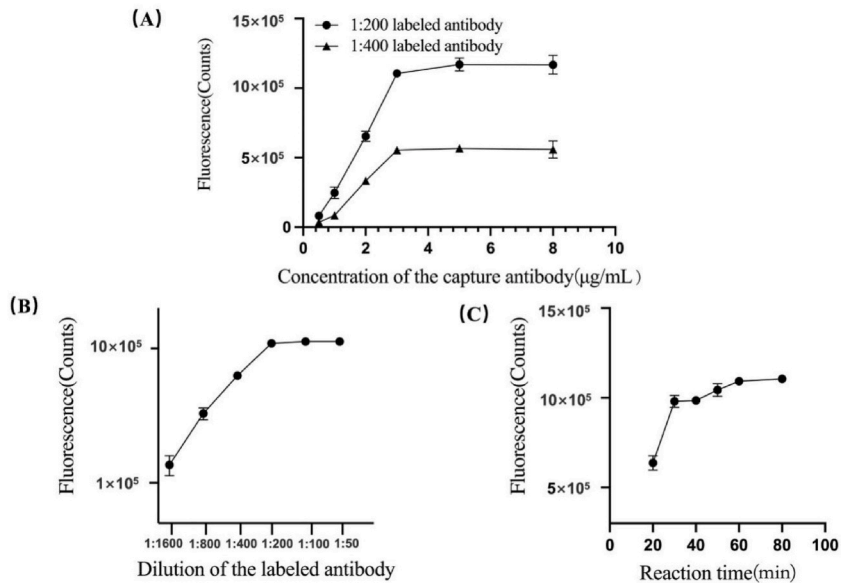 (A)
1:200 labeled antibody
1:400 labeled antibody
Fluorescence(Counts)
15×10⁵
10×10⁵
5×10⁵
0
0 2 4 6 8 10
Concentration of the capture antibody(μg/mL)
(B)
Fluorescence(Counts)
10×10⁵
1×10⁵
1:1600 1:800 1:400 1:200 1:100 1:50
Dilution of the labeled antibody
(C)
Fluorescence(Counts)
15×10⁵
10×10⁵
5×10⁵
0 20 40 60 80 100
Reaction time(min)